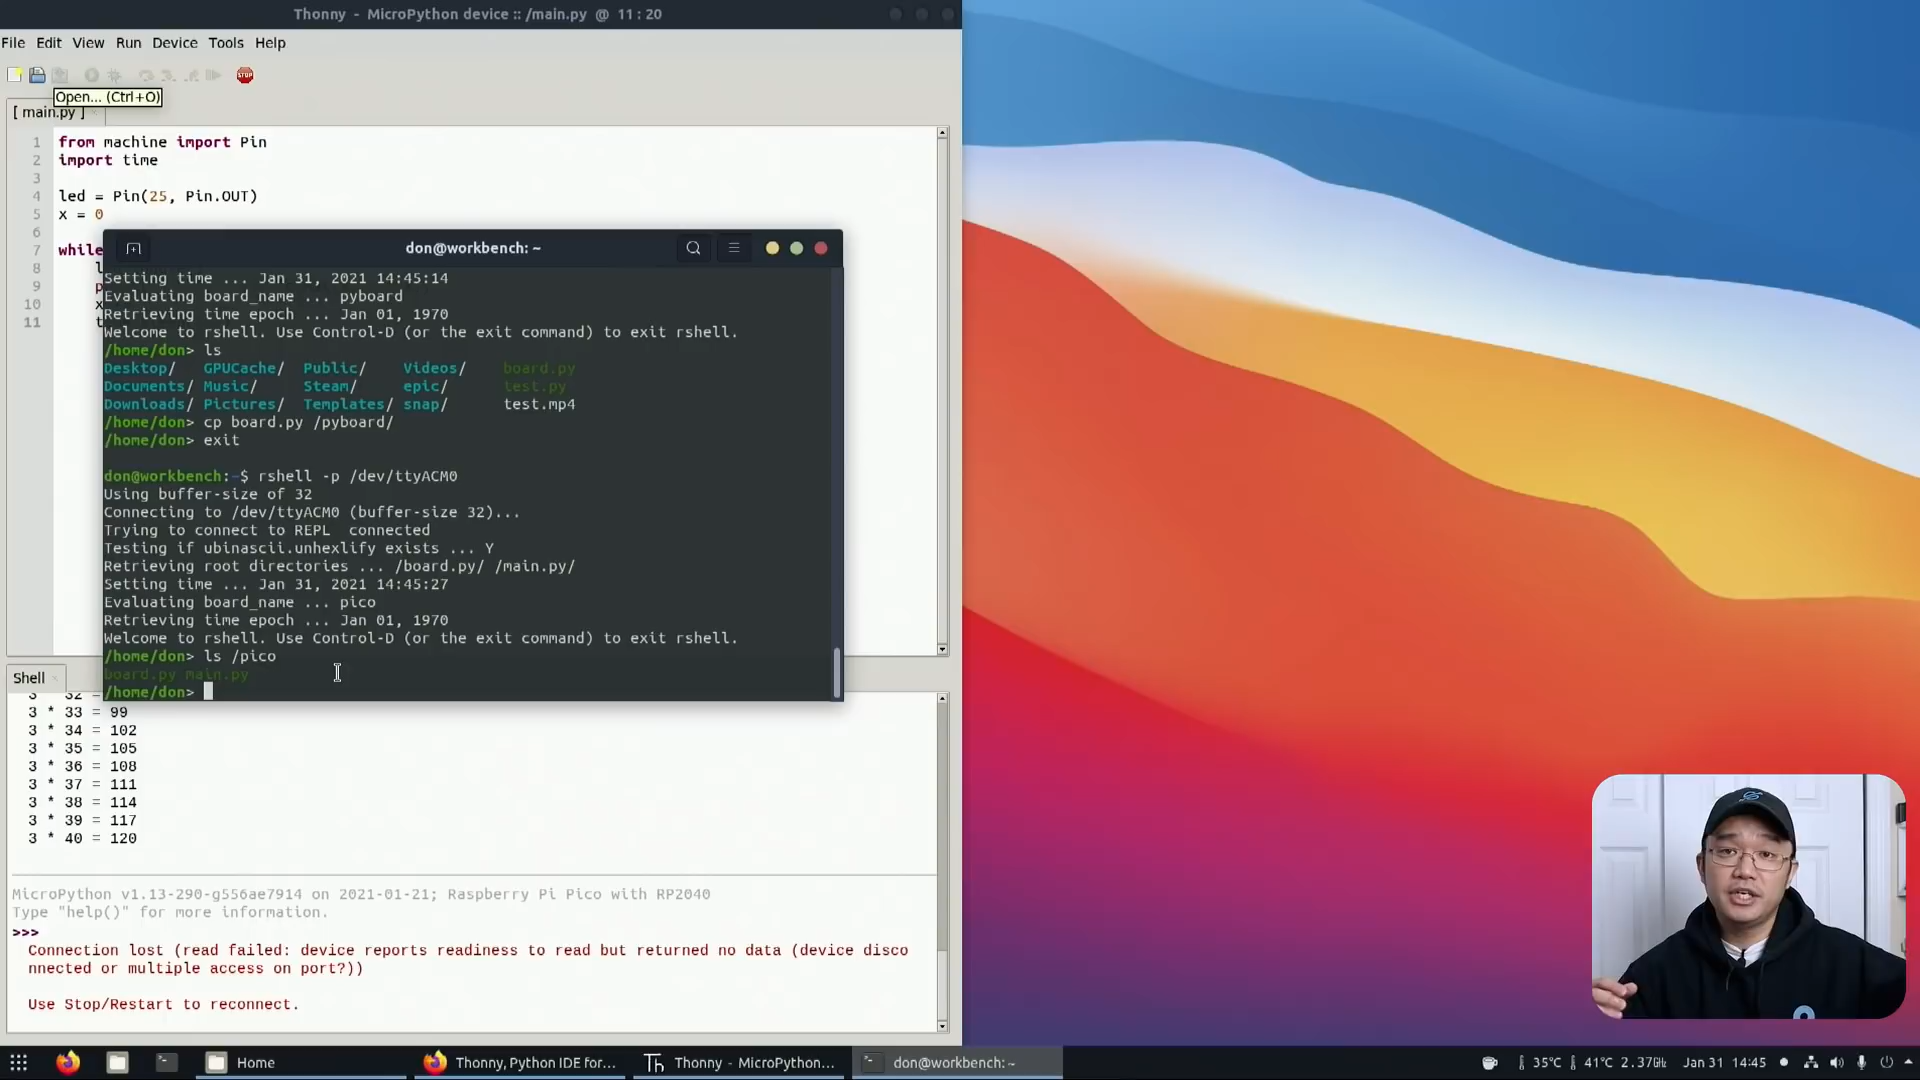 Thonny - MicroPython device :: /main.py @ 11 : 20
File Edit View Run Device Tools Help
STOP
Open... (Ctrl+O)
[ main.py ]
1 from machine import Pin
2 import time
3
4 led = Pin(25, Pin.OUT)
5 x = 0
6
7 while
8 l
9 p
10 x
11 t
don@workbench: ~
Setting time ... Jan 31, 2021 14:45:14
Evaluating board_name ... pyboard
Retrieving time epoch ... Jan 01, 1970
Welcome to rshell. Use Control-D (or the exit command) to exit rshell.
/home/don> ls
Desktop/ GPUCache/ Public/ Videos/ board.py
Documents/ Music/ Steam/ epic/ test.py
Downloads/ Pictures/ Templates/ snap/ test.mp4
/home/don> cp board.py /pyboard/
/home/don> exit
don@workbench:~$ rshell -p /dev/ttyACM0
Using buffer-size of 32
Connecting to /dev/ttyACM0 (buffer-size 32)...
Trying to connect to REPL connected
Testing if ubinascii.unhexlify exists ... Y
Retrieving root directories ... /board.py/ /main.py/
Setting time ... Jan 31, 2021 14:45:27
Evaluating board_name ... pico
Retrieving time epoch ... Jan 01, 1970
Welcome to rshell. Use Control-D (or the exit command) to exit rshell.
/home/don> ls /pico
board.py main.py
/home/don>
Shell
3 * 32 =
3 * 33 = 99
3 * 34 = 102
3 * 35 = 105
3 * 36 = 108
3 * 37 = 111
3 * 38 = 114
3 * 39 = 117
3 * 40 = 120
MicroPython v1.13-290-g556ae7914 on 2021-01-21; Raspberry Pi Pico with RP2040
Type "help()" for more information.
>>>
Connection lost (read failed: device reports readiness to read but returned no data (device disco
nnected or multiple access on port?))
Use Stop/Restart to reconnect.
Home Thonny, Python IDE for... Thonny - MicroPython... don@workbench: ~ 35°C 41°C 2.37GHz Jan 31 14:45